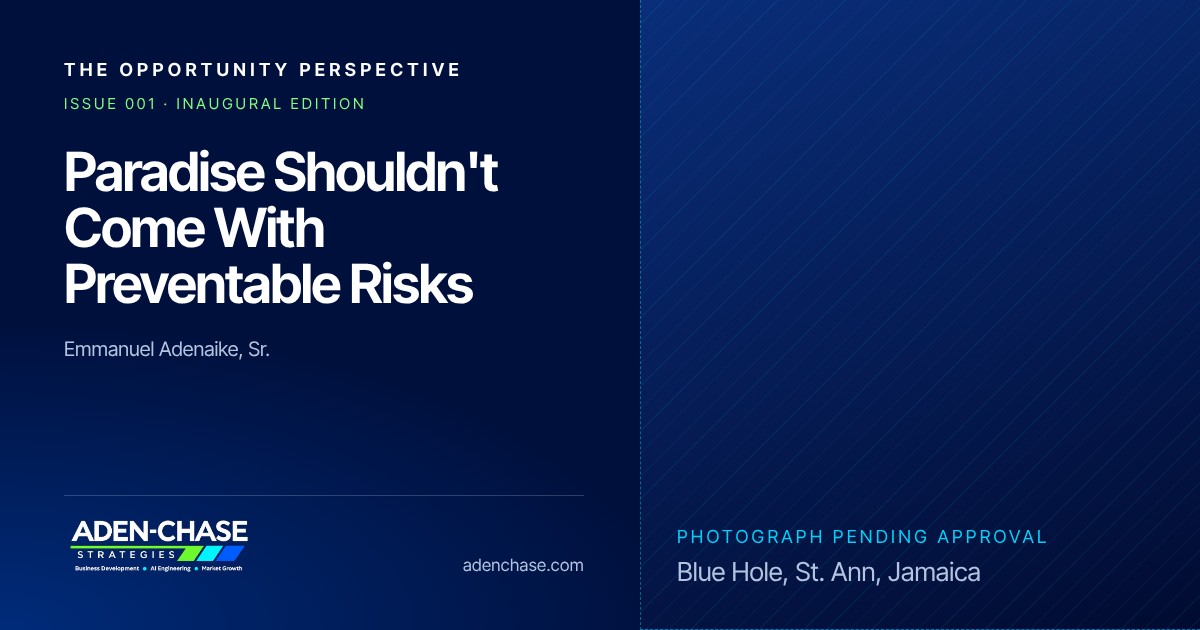 THE OPPORTUNITY PERSPECTIVE
ISSUE 001 · INAUGURAL EDITION
Paradise Shouldn't
Come With
Preventable Risks
Emmanuel Adenaike, Sr.
ADEN-CHASE
STRATEGIES
Business Development • AI Engineering • Market Growth
adenchase.com
PHOTOGRAPH PENDING APPROVAL
Blue Hole, St. Ann, Jamaica